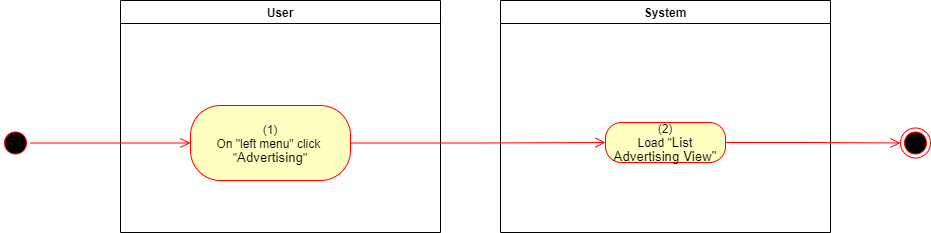 User
System
(1)
On "left menu" click
"Advertising"
(2)
Load "List
Advertising View"